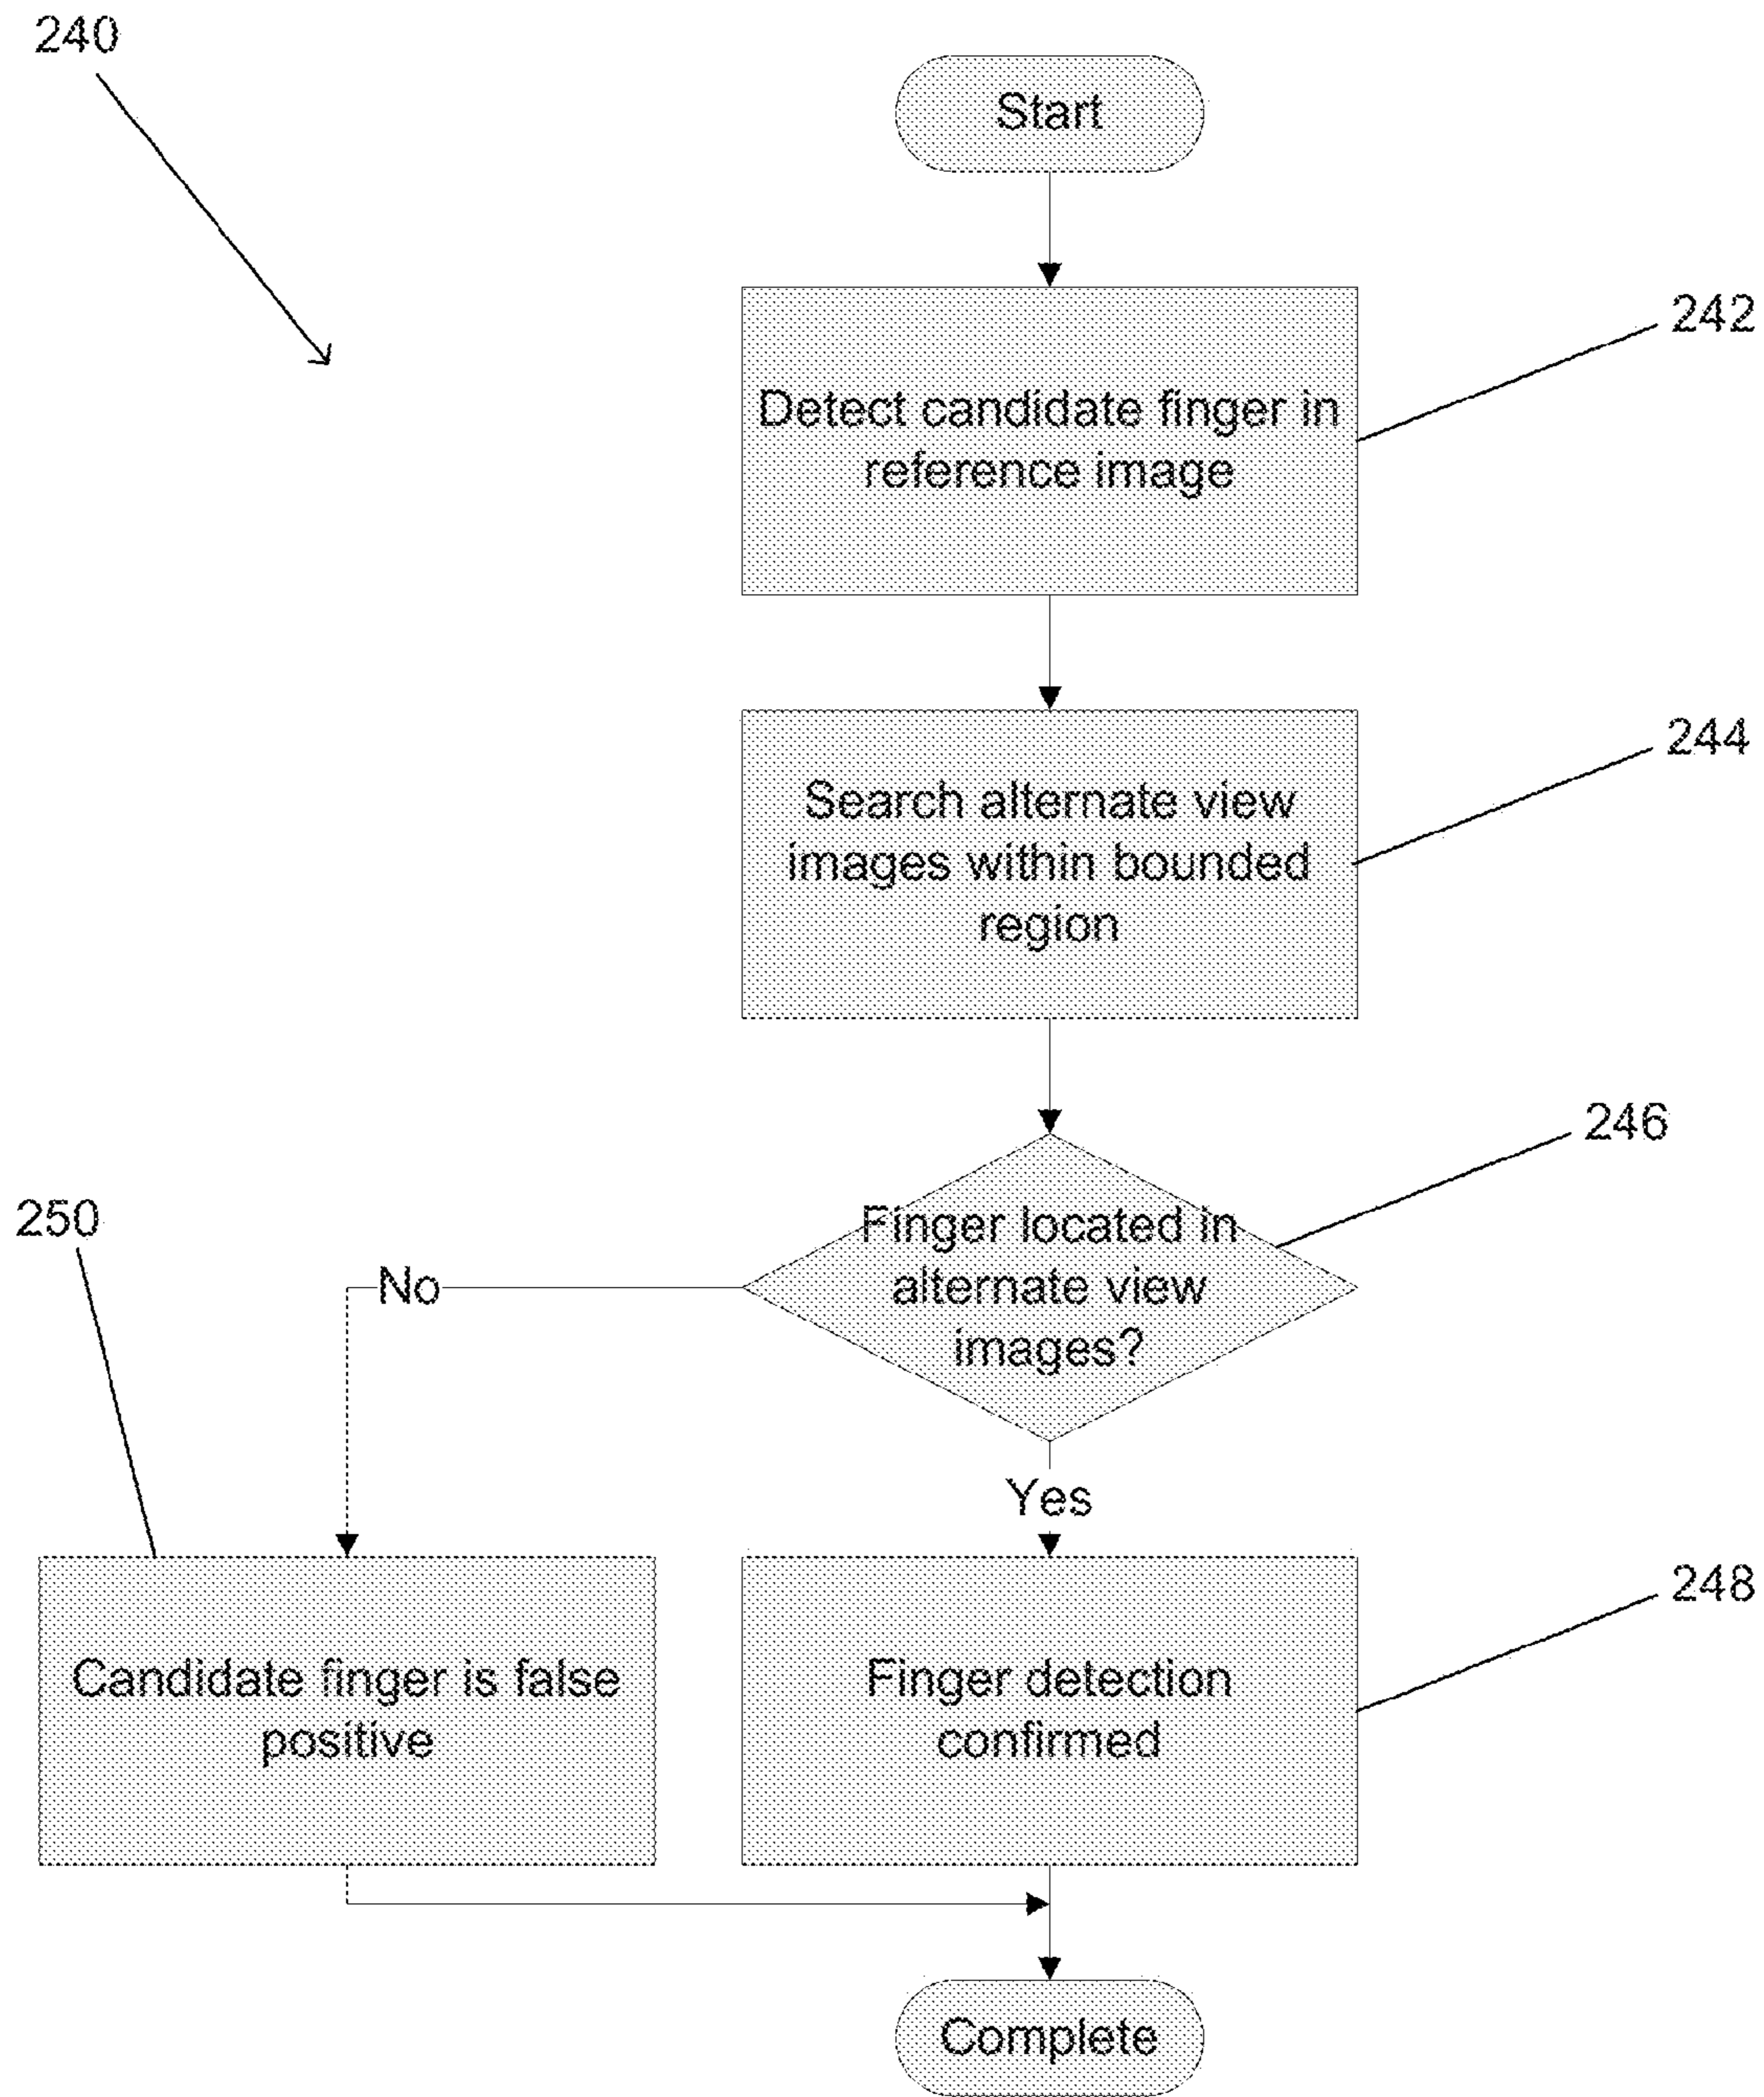 240
Start
242
Detect candidate finger in
reference image
244
Search alternate view
images within bounded
region
246
Finger located in
alternate view
images?
250
No
Yes
248
Candidate finger is false
positive
Finger detection
confirmed
Complete